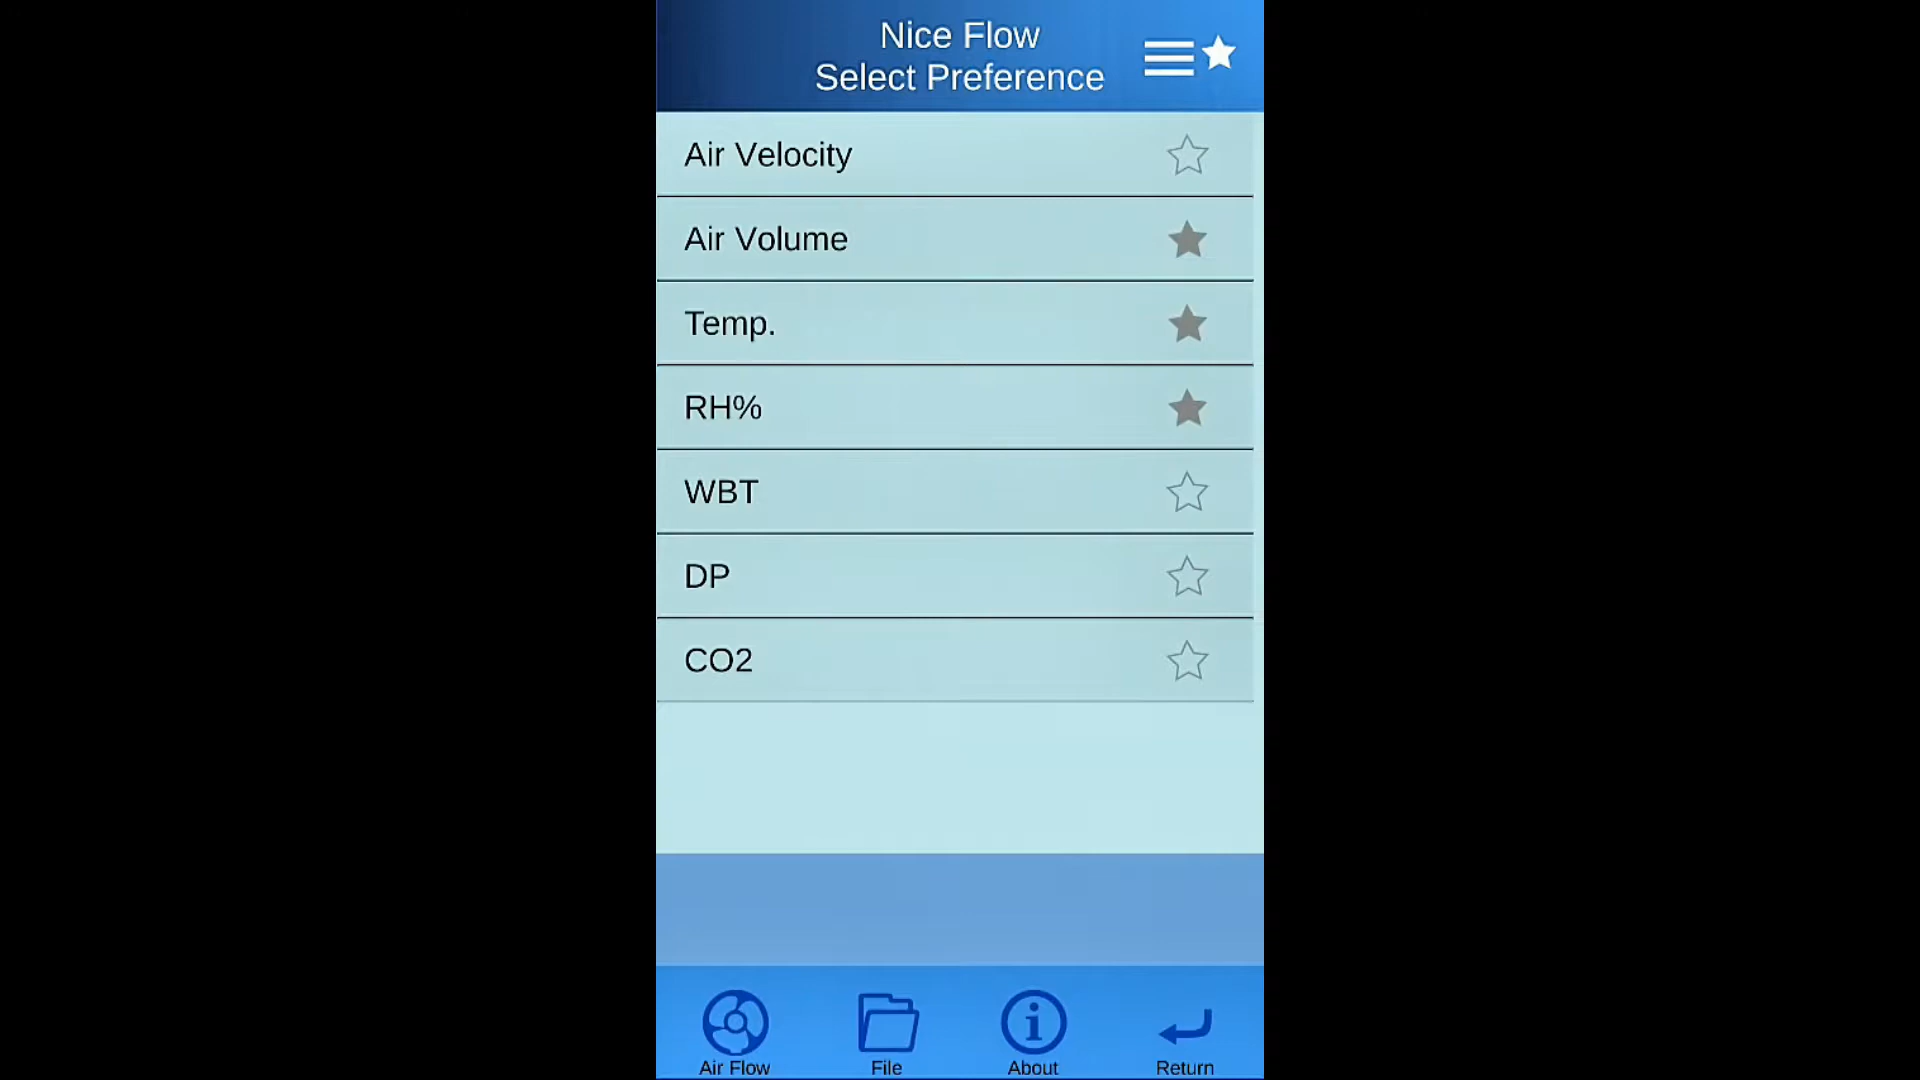 Nice Flow
Select Preference
Air Velocity
Air Volume
Temp.
RH%
WBT
DP
CO2
Air Flow
File
About
Return